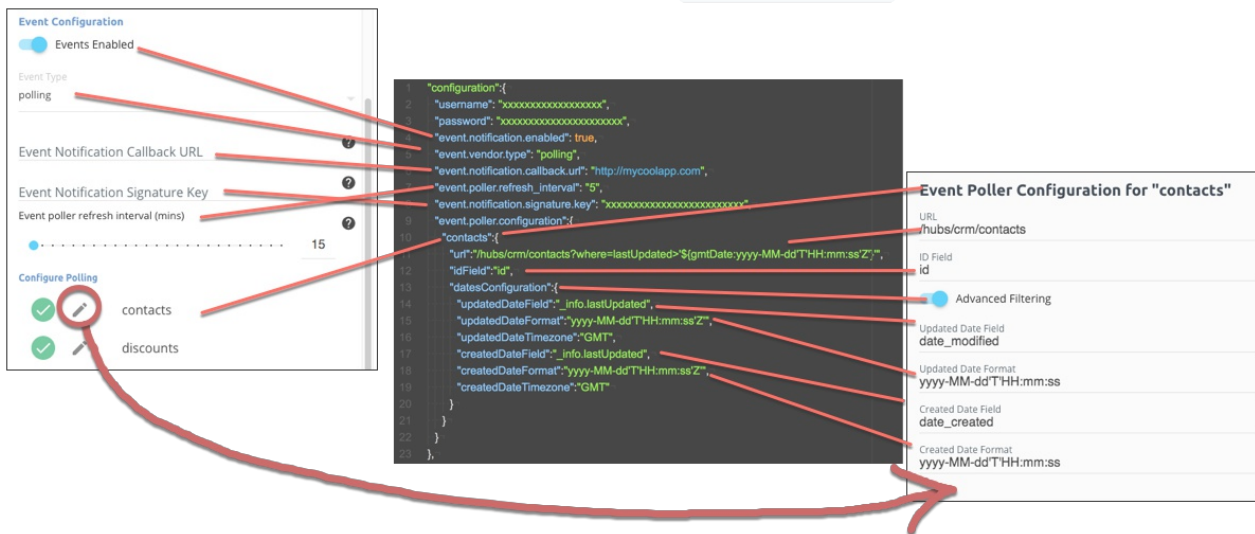 Event Configuration
Events Enabled
Event Type
polling
Event Notification Callback URL
Event Notification Signature Key
Event poller refresh interval (mins)
15
Configure Polling
contacts
discounts
1 "configuration":{
2 "username": "xxxxxxxxxxxxxxxxxx",
3 "password": "xxxxxxxxxxxxxxxxxxxxxx",
4 "event.notification.enabled": true,
5 "event.vendor.type": "polling",
6 "event.notification.callback.url": "http://mycoolapp.com",
7 "event.poller.refresh_interval": "5",
8 "event.notification.signature.key": "xxxxxxxxxxxxxxxxxxxxxxxxx",
9 "event.poller.configuration":{
10 "contacts":{
11 "url":"/hubs/crm/contacts?where=lastUpdated>'${gmtDate:yyyy-MM-dd'T'HH:mm:ss'Z'}'",
12 "idField":"id",
13 "datesConfiguration":{
14 "updatedDateField":"_info.lastUpdated",
15 "updatedDateFormat":"yyyy-MM-dd'T'HH:mm:ss'Z'",
16 "updatedDateTimezone":"GMT",
17 "createdDateField":"_info.lastUpdated",
18 "createdDateFormat":"yyyy-MM-dd'T'HH:mm:ss'Z'",
19 "createdDateTimezone":"GMT"
20 }
21 }
22 }
23 },
Event Poller Configuration for "contacts"
URL
/hubs/crm/contacts
ID Field
id
Advanced Filtering
Updated Date Field
date_modified
Updated Date Format
yyyy-MM-dd'T'HH:mm:ss
Created Date Field
date_created
Created Date Format
yyyy-MM-dd'T'HH:mm:ss